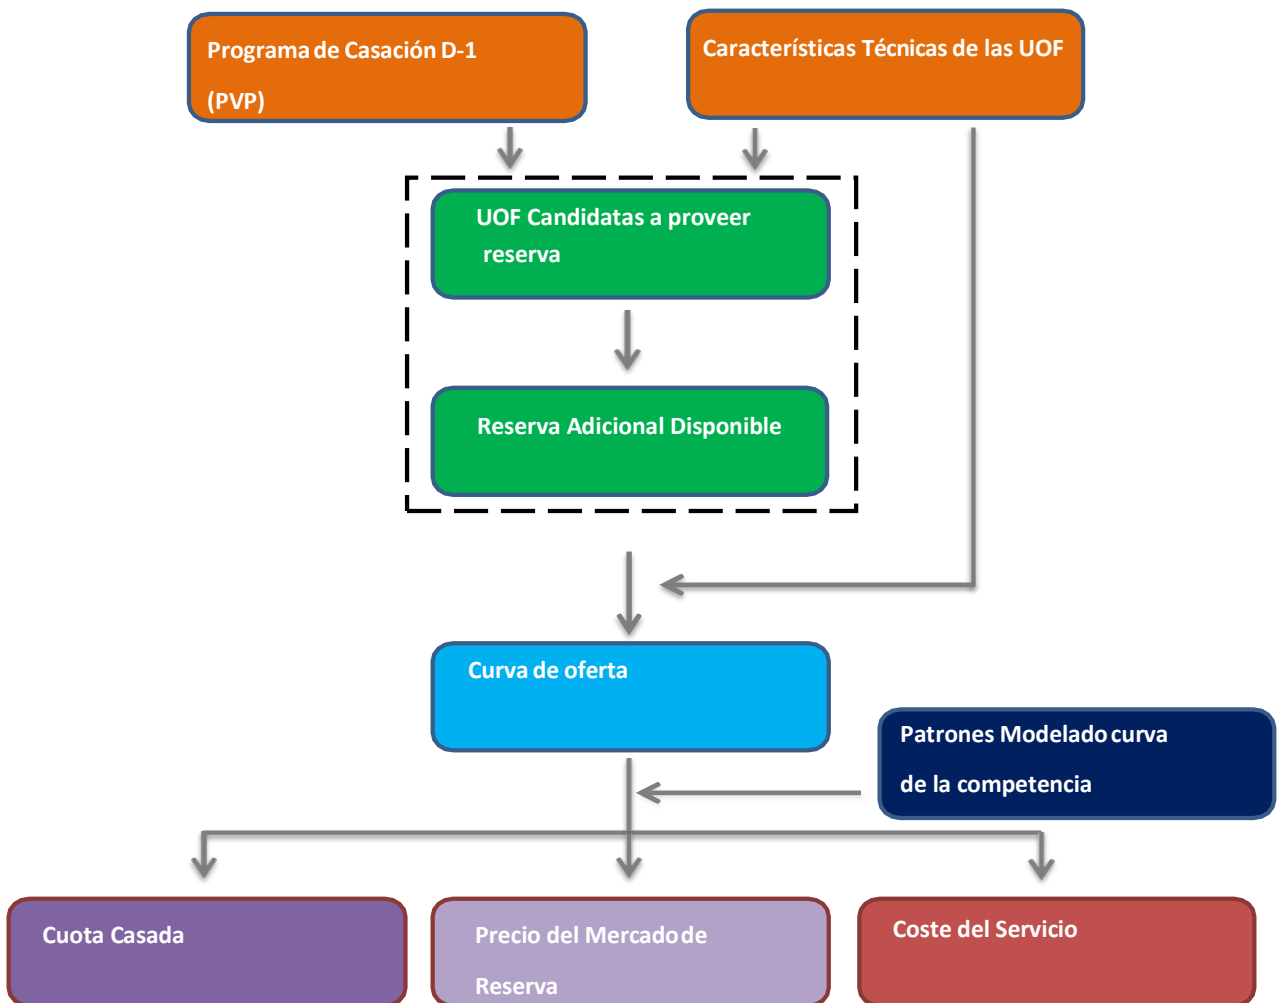 Programa de Casación D-1
(PVP)
Características Técnicas de las UOF
UOF Candidatas a proveer
reserva
Reserva Adicional Disponible
Curva de oferta
Patrones Modelado curva
de la competencia
Cuota Casada
Precio del Mercado de
Reserva
Coste del Servicio